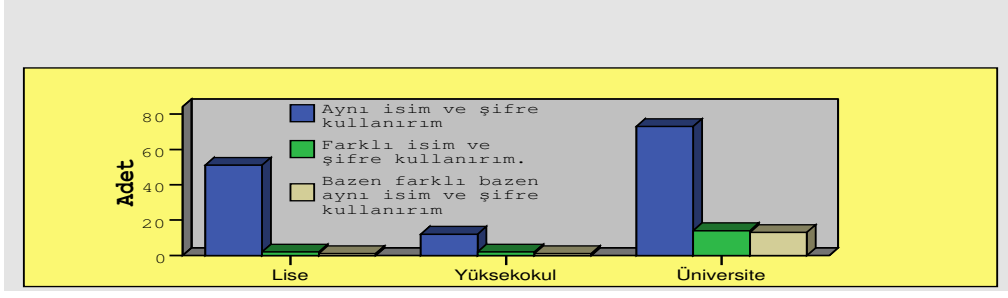 Adet
80
60
40
20
0
Aynı isim ve şifre
kullanırım
Farklı isim ve
şifre kullanırım.
Bazen farklı bazen
aynı isim ve şifre
kullanırım
Lise
Yüksekokul
Üniversite